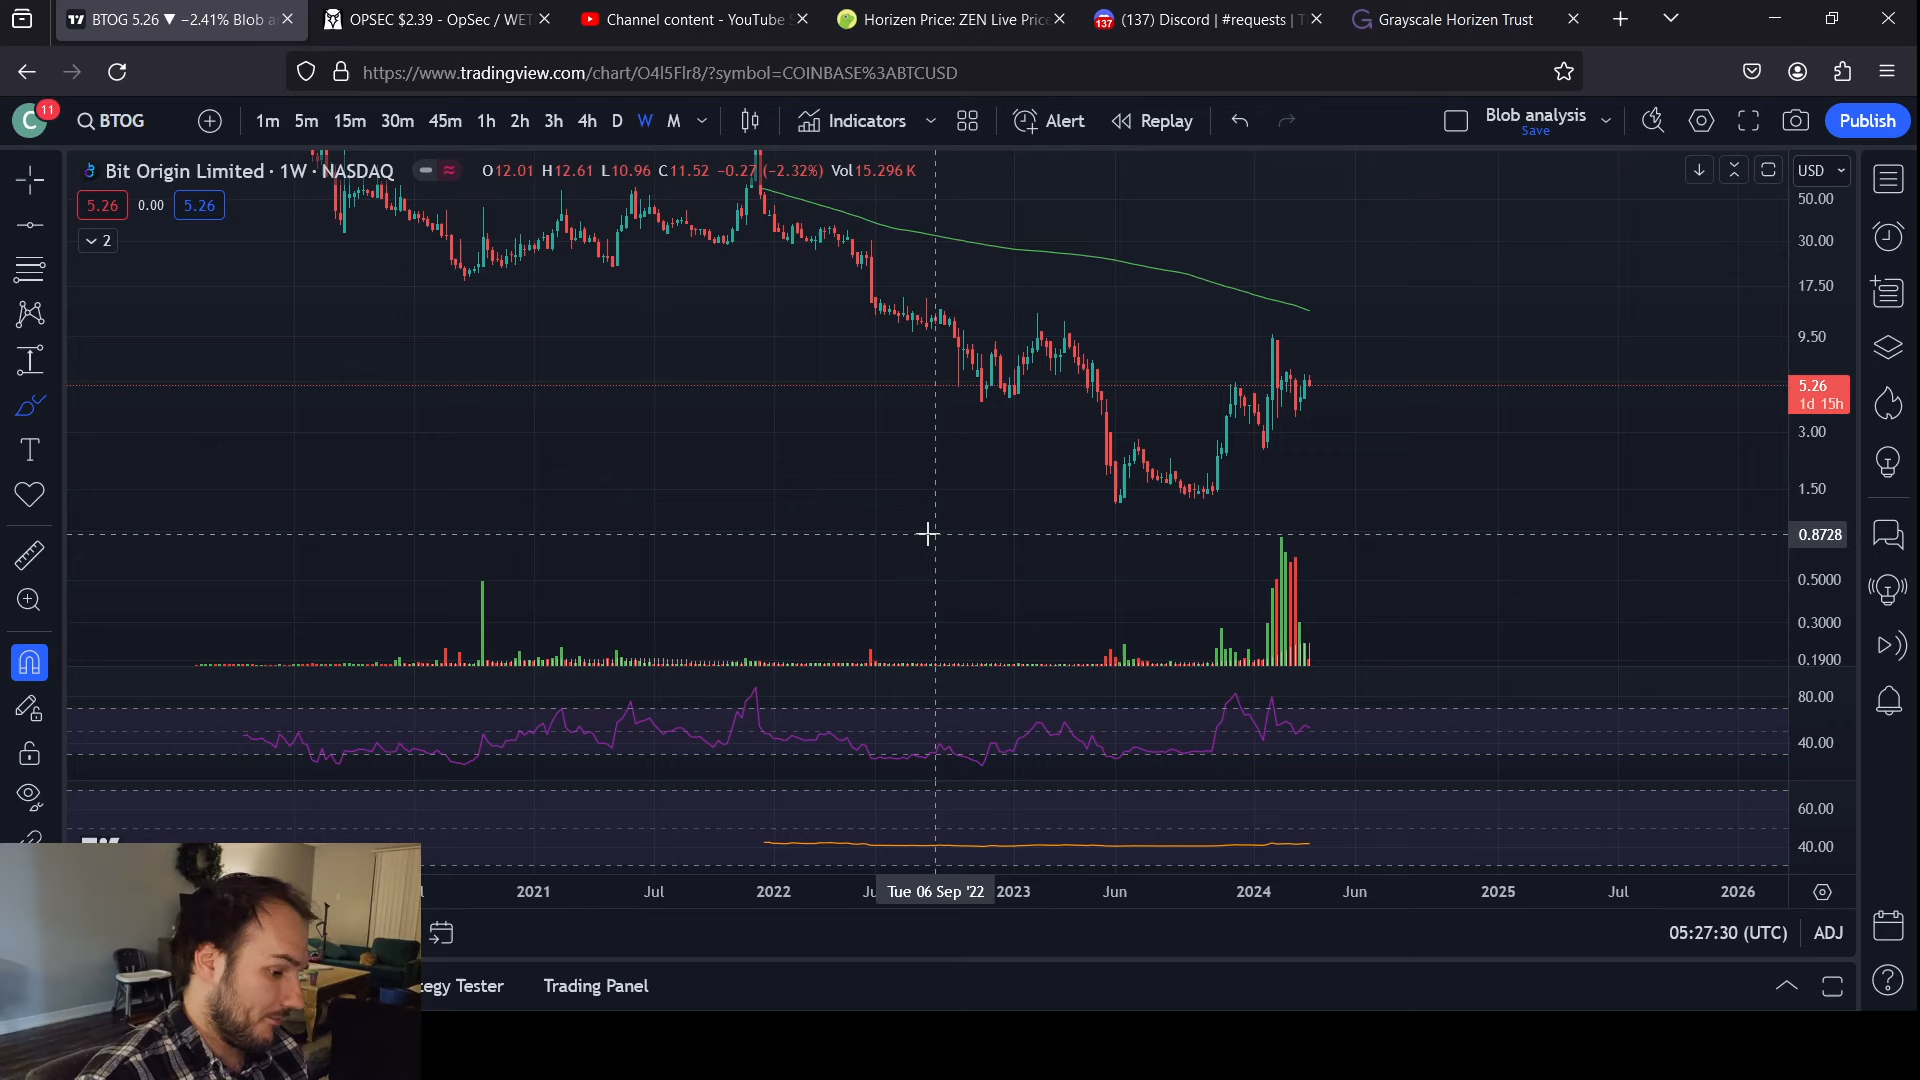 BTOG 5.26 ▼ −2.41% Blob a
OPSEC $2.39 - OpSec / WET
Channel content - YouTube S
Horizen Price: ZEN Live Price
137
(137) Discord | #requests | T
Grayscale Horizen Trust
https://www.tradingview.com/chart/O4l5Flr8/?symbol=COINBASE%3ABTCUSD
C
11
BTOG
1m 5m 15m 30m 45m 1h 2h 3h 4h D W M
Indicators
Alert
Replay
Blob analysis
Save
Publish
Bit Origin Limited · 1W · NASDAQ
O12.01 H12.61 L10.96 C11.52 −0.27 (−2.32%) Vol15.296 K
USD
5.26 0.00 5.26
2
50.00
30.00
17.50
9.50
5.26
1d 15h
3.00
1.50
0.8728
0.5000
0.3000
0.1900
80.00
40.00
60.00
40.00
2021 Jul 2022 Tue 06 Sep '22 2023 Jun 2024 Jun 2025 Jul 2026
05:27:30 (UTC) ADJ
tegy Tester Trading Panel